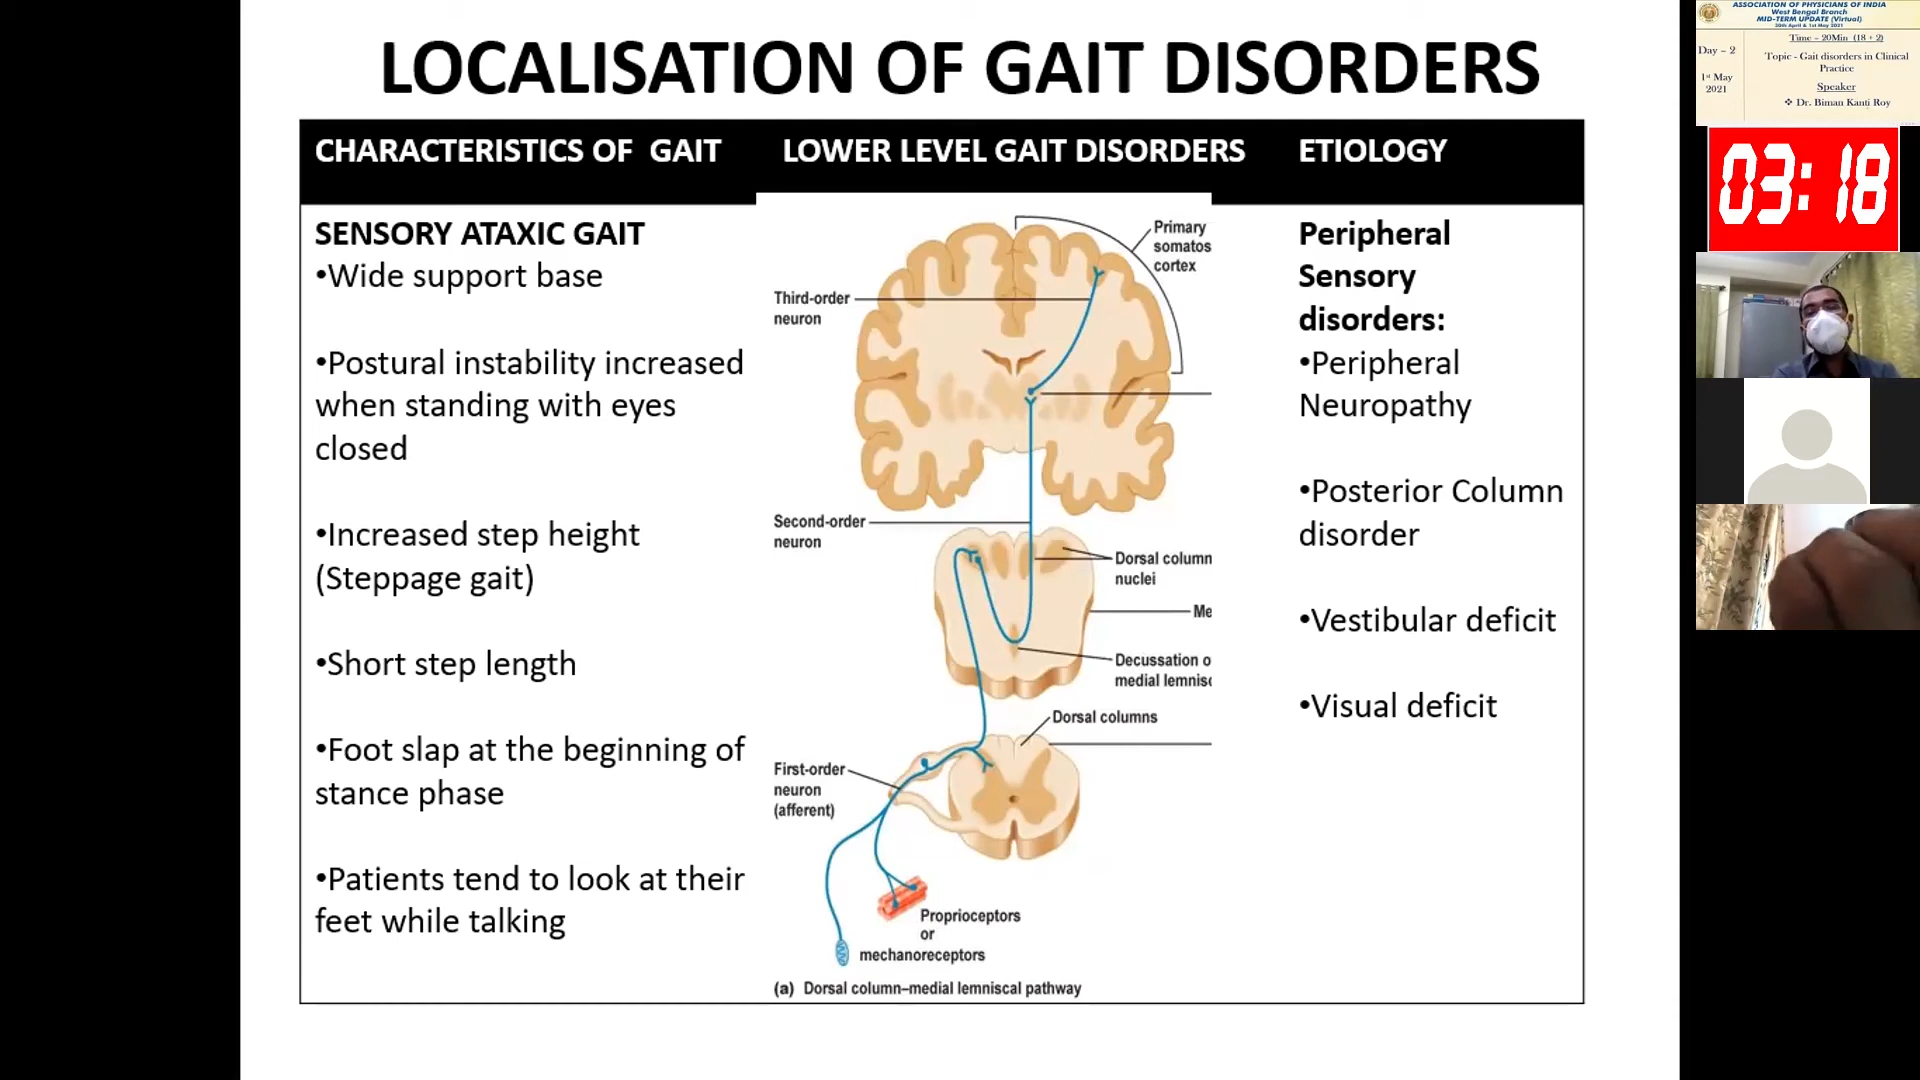 LOCALISATION OF GAIT DISORDERS
CHARACTERISTICS OF GAIT
LOWER LEVEL GAIT DISORDERS
ETIOLOGY
SENSORY ATAXIC GAIT
•Wide support base
•Postural instability increased
when standing with eyes
closed
•Increased step height
(Steppage gait)
•Short step length
•Foot slap at the beginning of
stance phase
•Patients tend to look at their
feet while talking
Primary
somatos
cortex
Third-order
neuron
Second-order
neuron
Dorsal column
nuclei
Me
Decussation o
medial lemnisc
Dorsal columns
First-order
neuron
(afferent)
Proprioceptors
or
mechanoreceptors
(a) Dorsal column–medial lemniscal pathway
Peripheral
Sensory
disorders:
•Peripheral
Neuropathy
•Posterior Column
disorder
•Vestibular deficit
•Visual deficit
ASSOCIATION OF PHYSICIANS OF INDIA
West Bengal Branch
MID-TERM UPDATE (Virtual)
30th April & 1st May 2021
Time – 20Min (18 + 2)
Day – 2
1st May
2021
Topic - Gait disorders in Clinical
Practice
Speaker
❖ Dr. Biman Kanti Roy
03:18